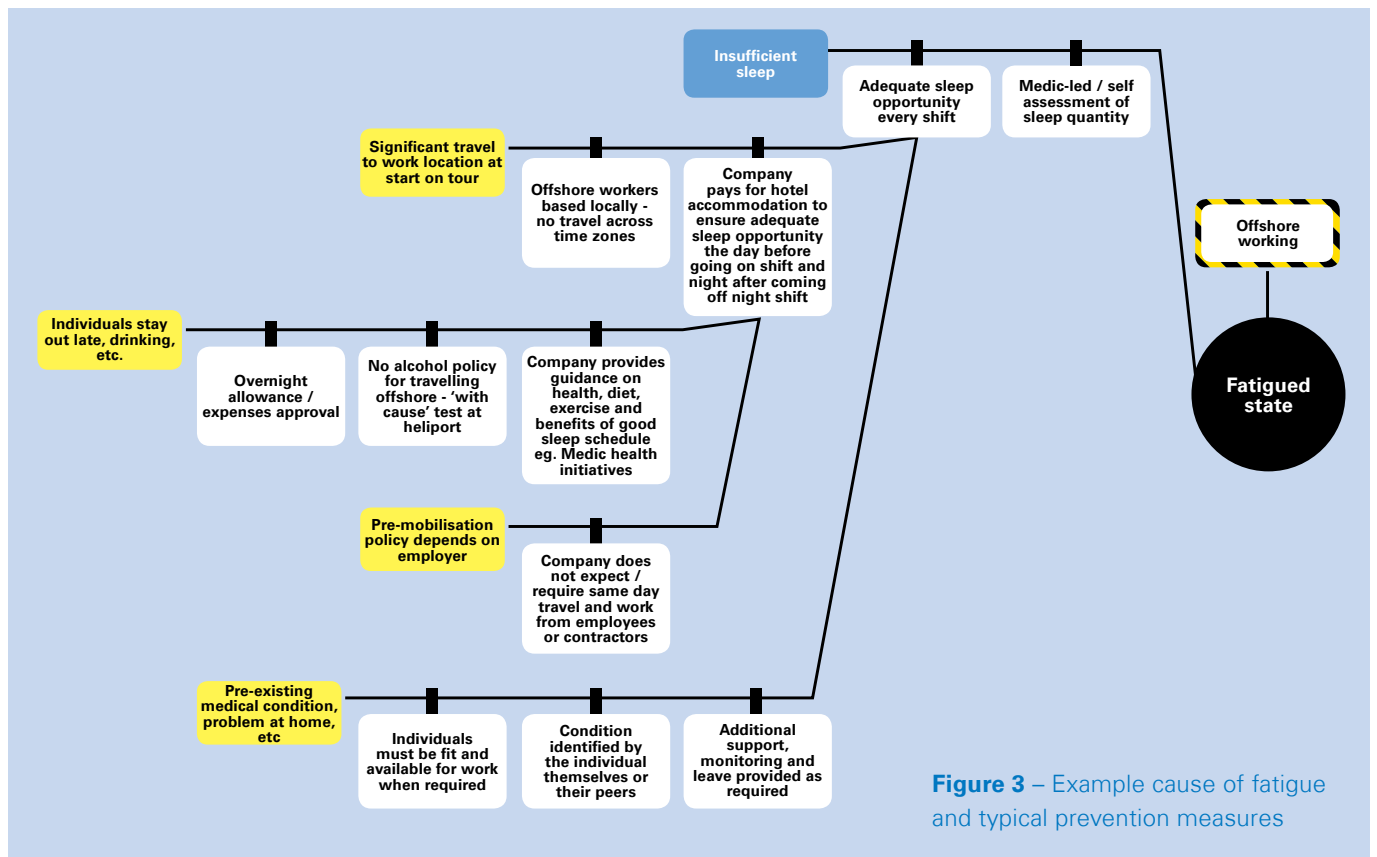 Insufficient
sleep
Adequate sleep
opportunity
every shift
Medic-led / self
assessment of
sleep quantity
Significant travel
to work location at
start on tour
Offshore workers
based locally -
no travel across
time zones
Company
pays for hotel
accommodation to
ensure adequate
sleep opportunity
the day before
going on shift and
night after coming
off night shift
Offshore
working
Fatigued
state
Individuals stay
out late, drinking,
etc.
Overnight
allowance /
expenses approval
No alcohol policy
for travelling
offshore - ‘with
cause’ test at
heliport
Company provides
guidance on
health, diet,
exercise and
benefits of good
sleep schedule
eg. Medic health
initiatives
Pre-mobilisation
policy depends on
employer
Company does
not expect /
require same day
travel and work
from employees
or contractors
Pre-existing
medical condition,
problem at home,
etc
Individuals
must be fit and
available for work
when required
Condition
identified by
the individual
themselves or
their peers
Additional
support,
monitoring and
leave provided as
required
Figure 3 – Example cause of fatigue
and typical prevention measures